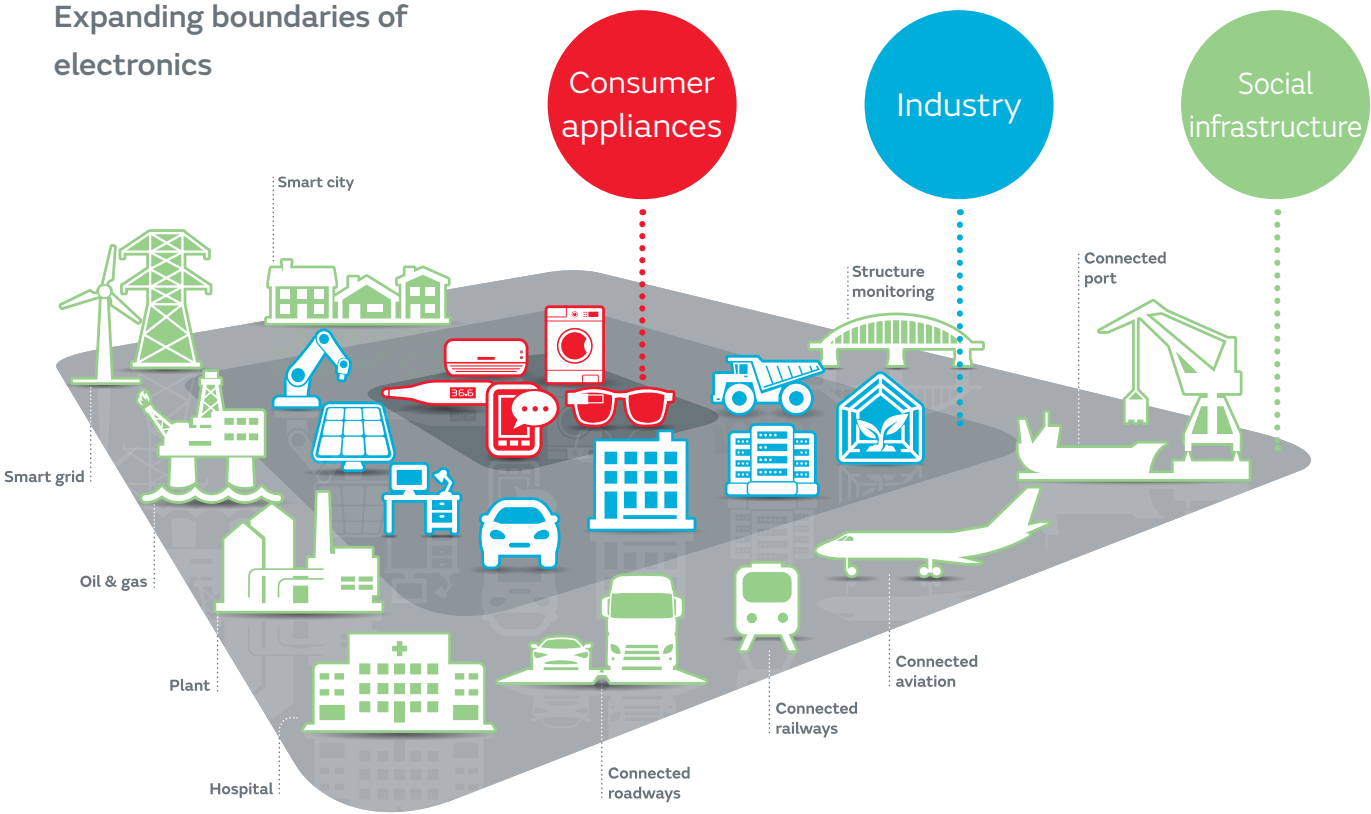 Expanding boundaries of
electronics
Consumer
appliances
Industry
Social
infrastructure
Smart city
Structure
monitoring
Connected
port
36.6
Smart grid
Oil & gas
Plant
Hospital
Connected
roadways
Connected
railways
Connected
aviation